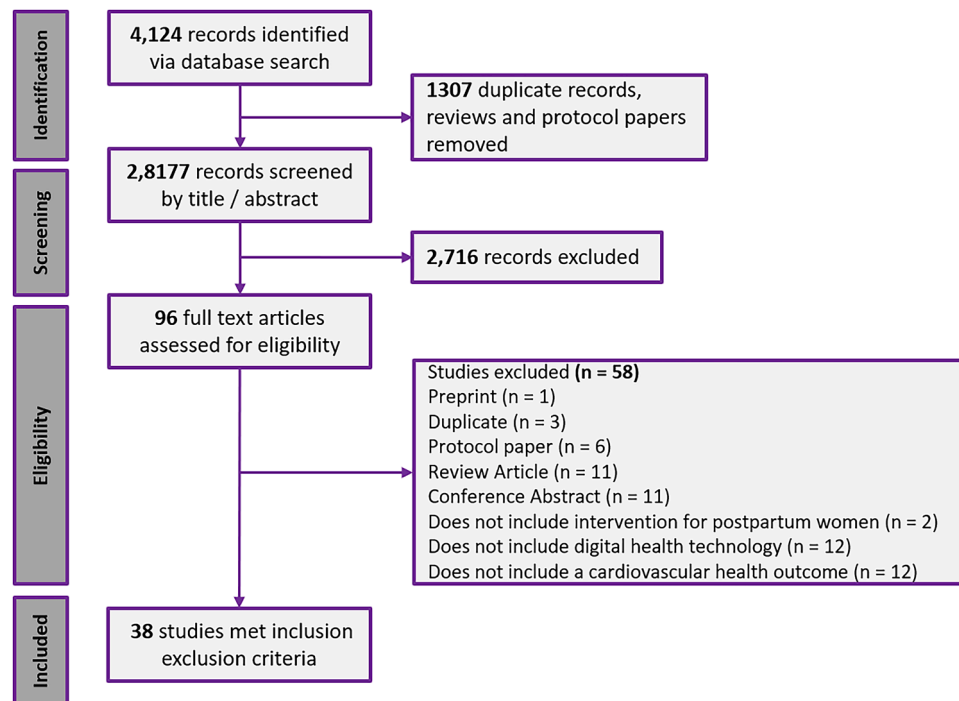 Identification
4,124 records identified
via database search
1307 duplicate records,
reviews and protocol papers
removed
2,8177 records screened
by title / abstract
Screening
2,716 records excluded
96 full text articles
assessed for eligibility
Eligibility
Studies excluded (n = 58)
Preprint (n = 1)
Duplicate (n = 3)
Protocol paper (n = 6)
Review Article (n = 11)
Conference Abstract (n = 11)
Does not include intervention for postpartum women (n = 2)
Does not include digital health technology (n = 12)
Does not include a cardiovascular health outcome (n = 12)
Included
38 studies met inclusion
exclusion criteria